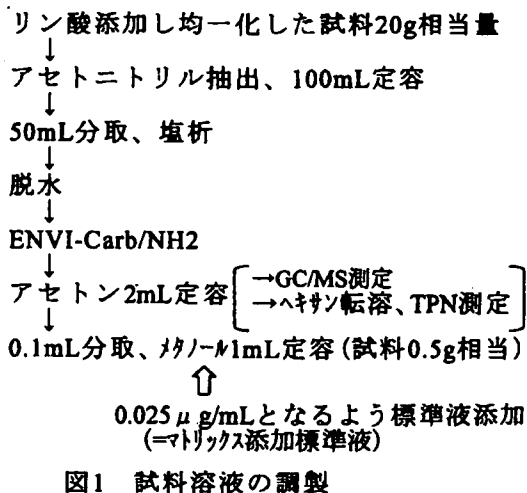 リン酸添加し均一化した試料20g相当量
↓
アセトニトリル抽出、100mL定容
↓
50mL分取、塩析
↓
脱水
↓
ENVI-Carb/NH2
↓
アセトン2mL定容 →GC/MS測定
→ヘキサン転溶、TPN測定
↓
0.1mL分取、メタノール1mL定容(試料0.5g相当)
⇧
0.025μg/mLとなるよう標準液添加
(=マトリックス添加標準液)
図1 試料溶液の調製